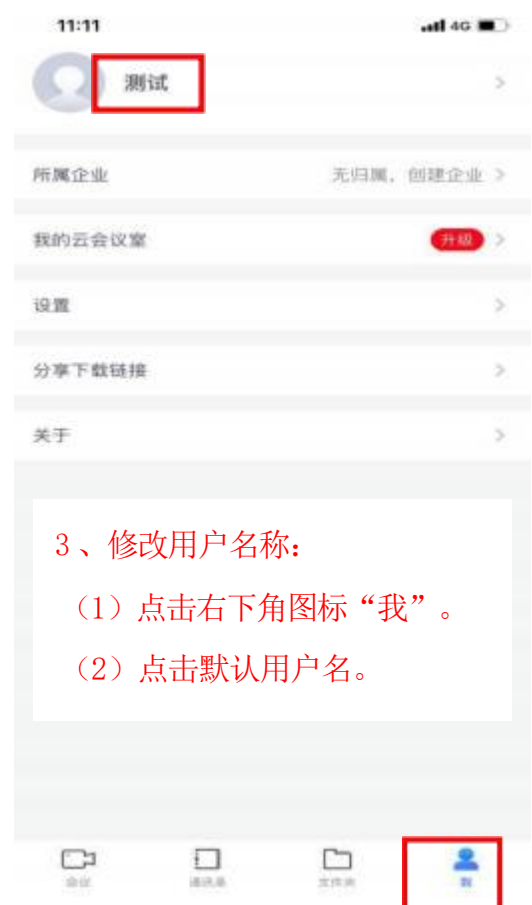 11:11
4G
测试
所属企业 无归属，创建企业
我的云会议室 升级
设置
分享下载链接
关于
3、修改用户名称：
（1）点击右下角图标“我”。
（2）点击默认用户名。
会议 通讯录 文件夹 我